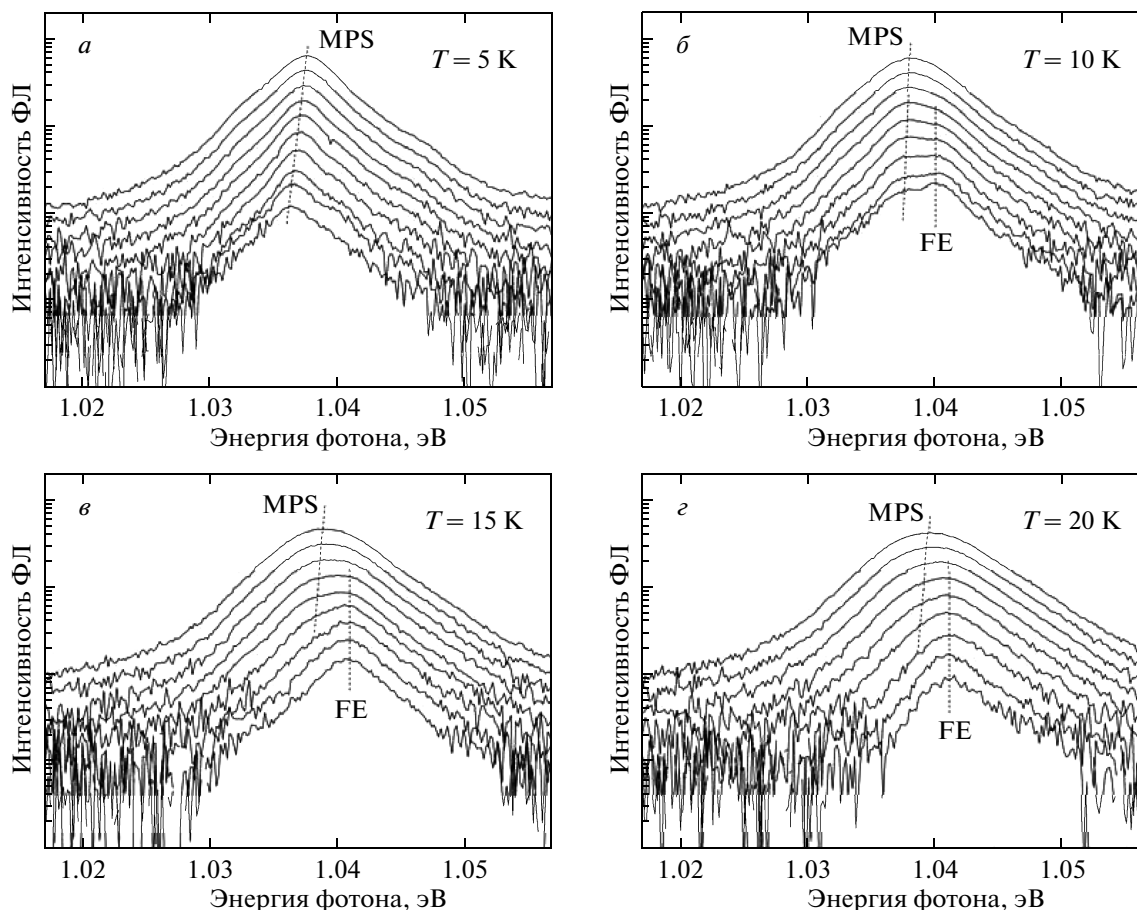 а
MPS
T = 5 K
Интенсивность ФЛ
1.02 1.03 1.04 1.05
Энергия фотона, эВ
б
MPS
T = 10 K
FE
Интенсивность ФЛ
1.02 1.03 1.04 1.05
Энергия фотона, эВ
в
MPS
T = 15 K
FE
Интенсивность ФЛ
1.02 1.03 1.04 1.05
Энергия фотона, эВ
г
MPS
T = 20 K
FE
Интенсивность ФЛ
1.02 1.03 1.04 1.05
Энергия фотона, эВ